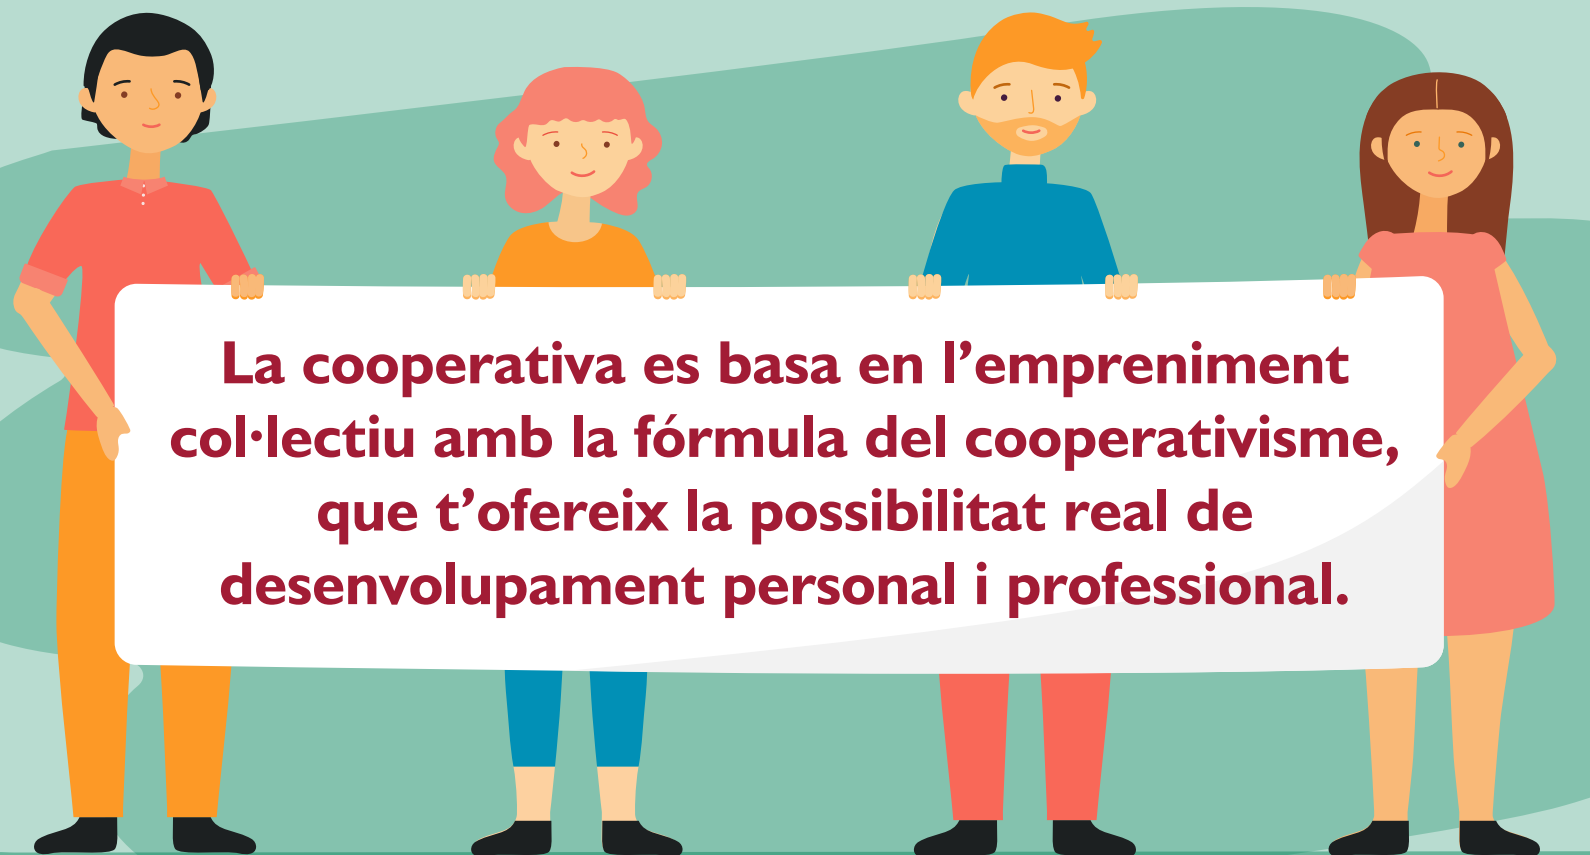 La cooperativa es basa en l’empreniment
col·lectiu amb la fórmula del cooperativisme,
que t’ofereix la possibilitat real de
desenvolupament personal i professional.